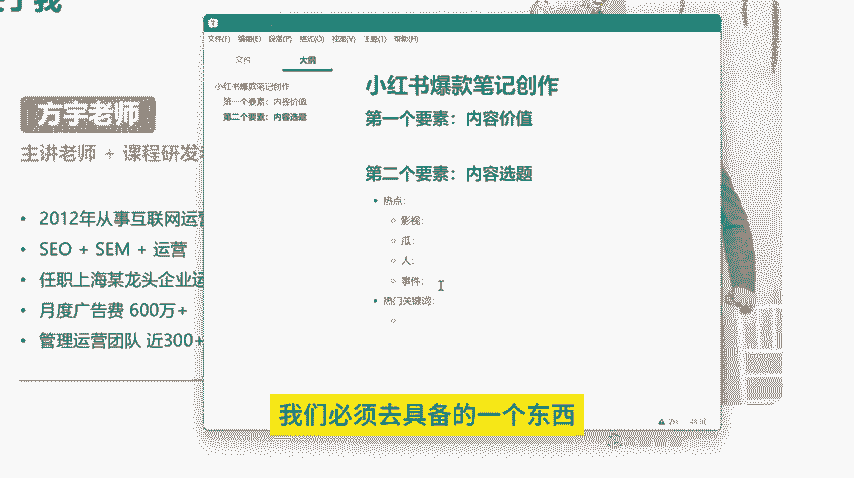 方宇老师
主讲老师 + 课程研发
2012年从事互联网运营
SEO + SEM + 运营
任职上海某龙头企业运
月度广告费 600万+
管理运营团队 近300+
文件(F) 编辑(E) 段落(P) 格式(O) 视图(V) 主题(T) 帮助(H)
文件 大纲
小红书爆款笔记创作
第一个要素：内容价值
第二个要素：内容选题
小红书爆款笔记创作
第一个要素：内容价值
第二个要素：内容选题
热点：
影视：
瓜：
人：
事件：
热门关键词：
我们必须去具备的一个东西